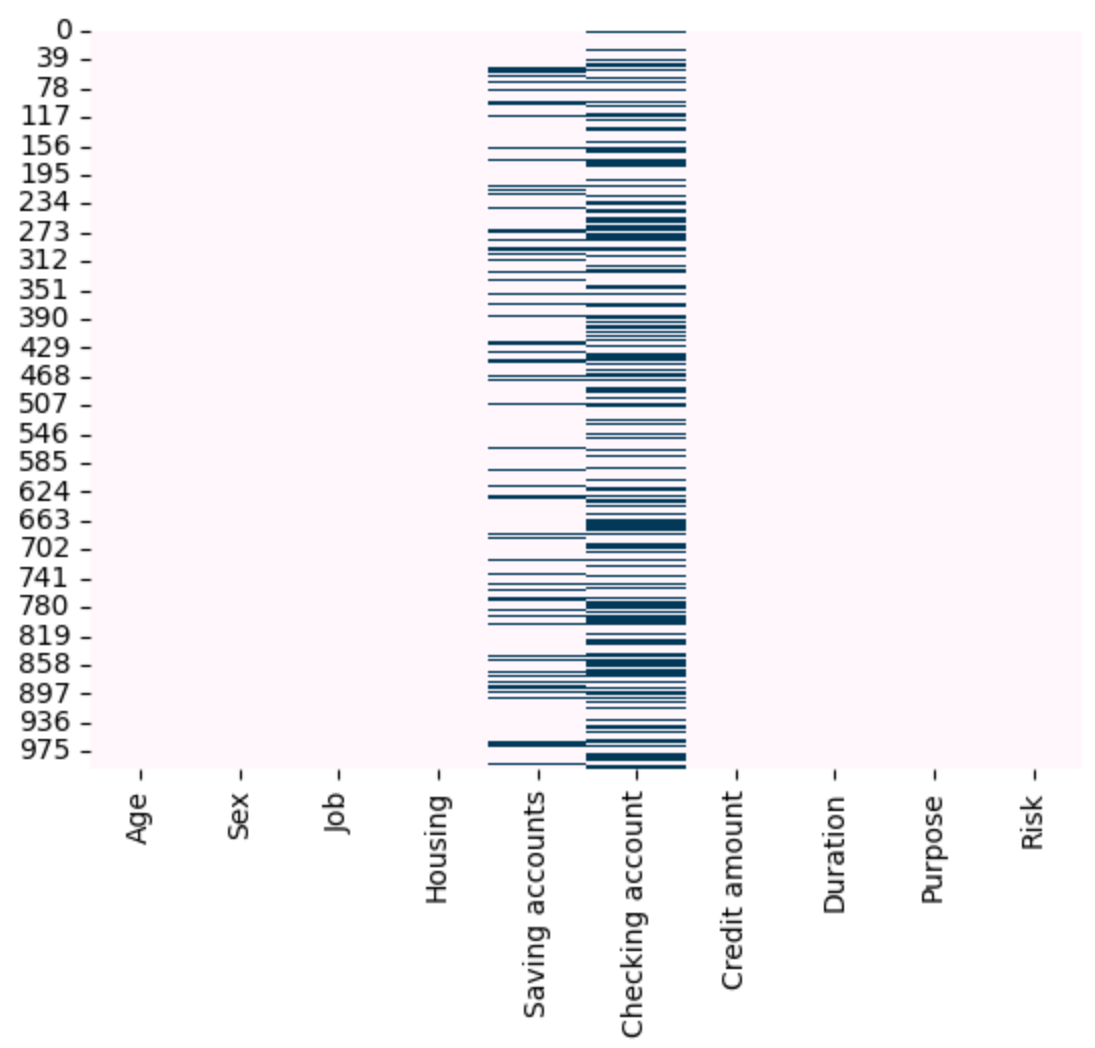 0
39
78
117
156
195
234
273
312
351
390
429
468
507
546
585
624
663
702
741
780
819
858
897
936
975
Age
Sex
Job
Housing
Saving accounts
Checking account
Credit amount
Duration
Purpose
Risk